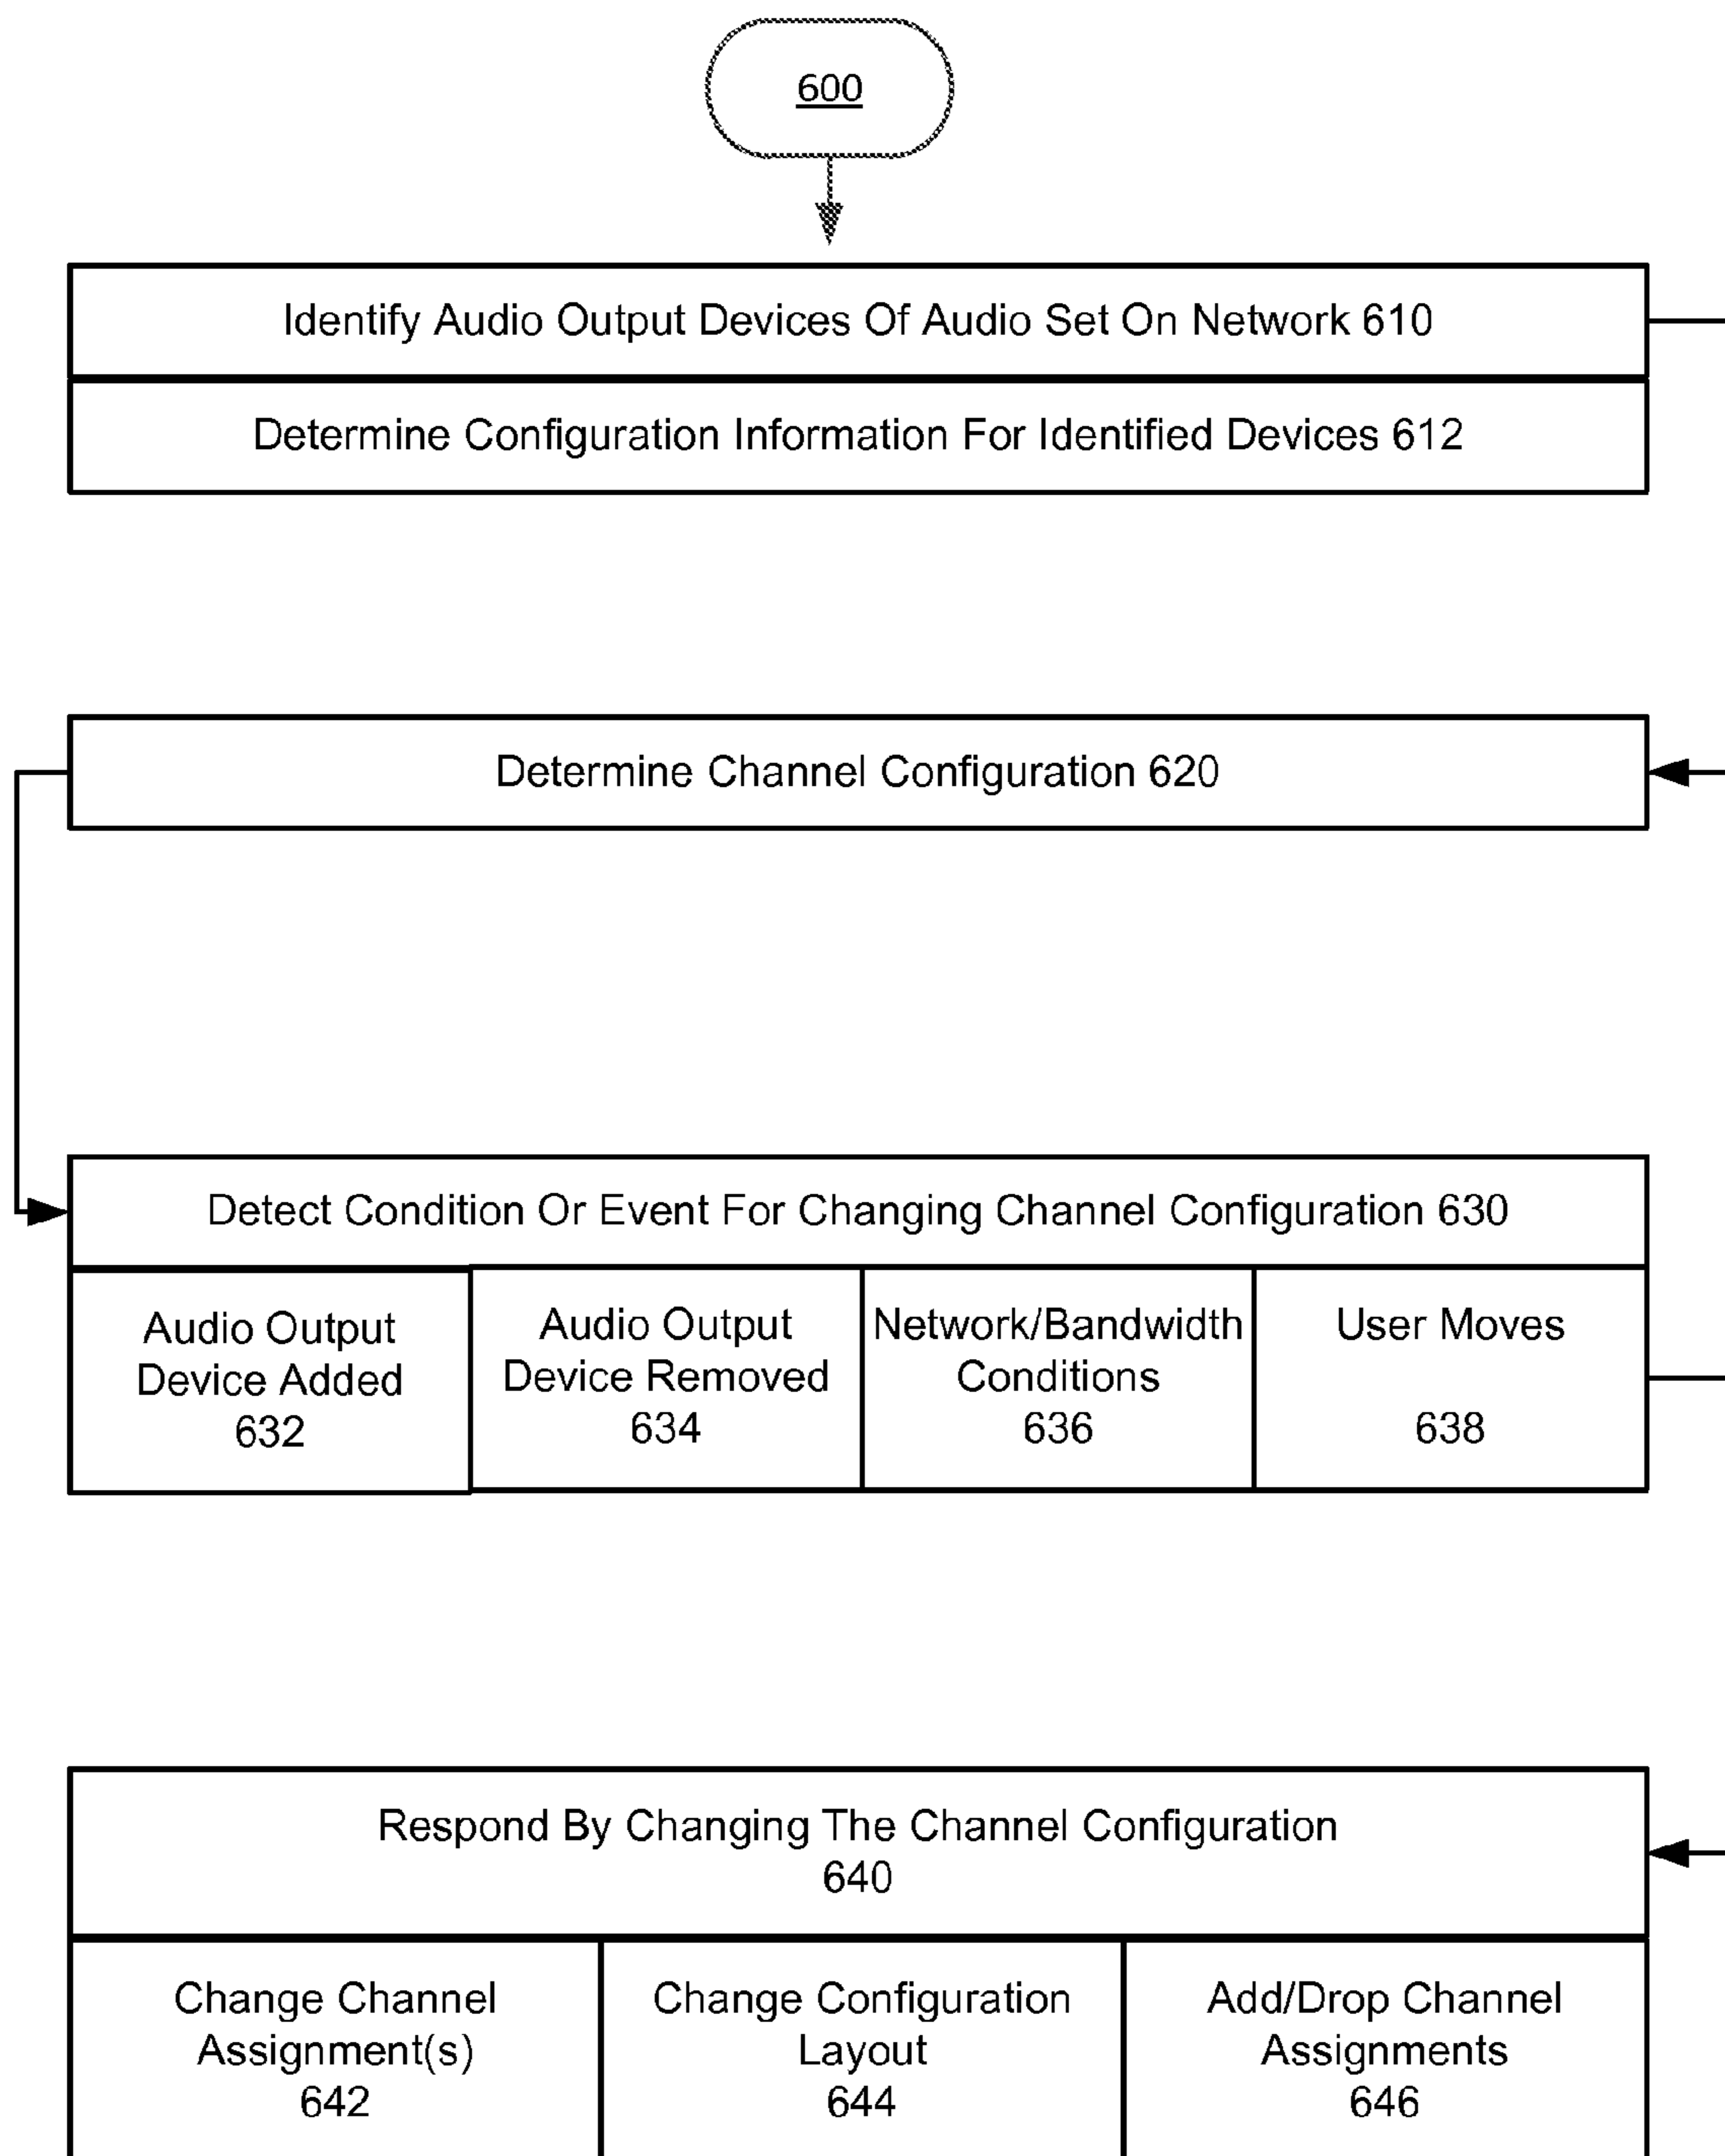 600
Identify Audio Output Devices Of Audio Set On Network 610
Determine Configuration Information For Identified Devices 612
Determine Channel Configuration 620
Detect Condition Or Event For Changing Channel Configuration 630
Audio Output
Device Added
632
Audio Output
Device Removed
634
Network/Bandwidth
Conditions
636
User Moves
638
Respond By Changing The Channel Configuration
640
Change Channel
Assignment(s)
642
Change Configuration
Layout
644
Add/Drop Channel
Assignments
646